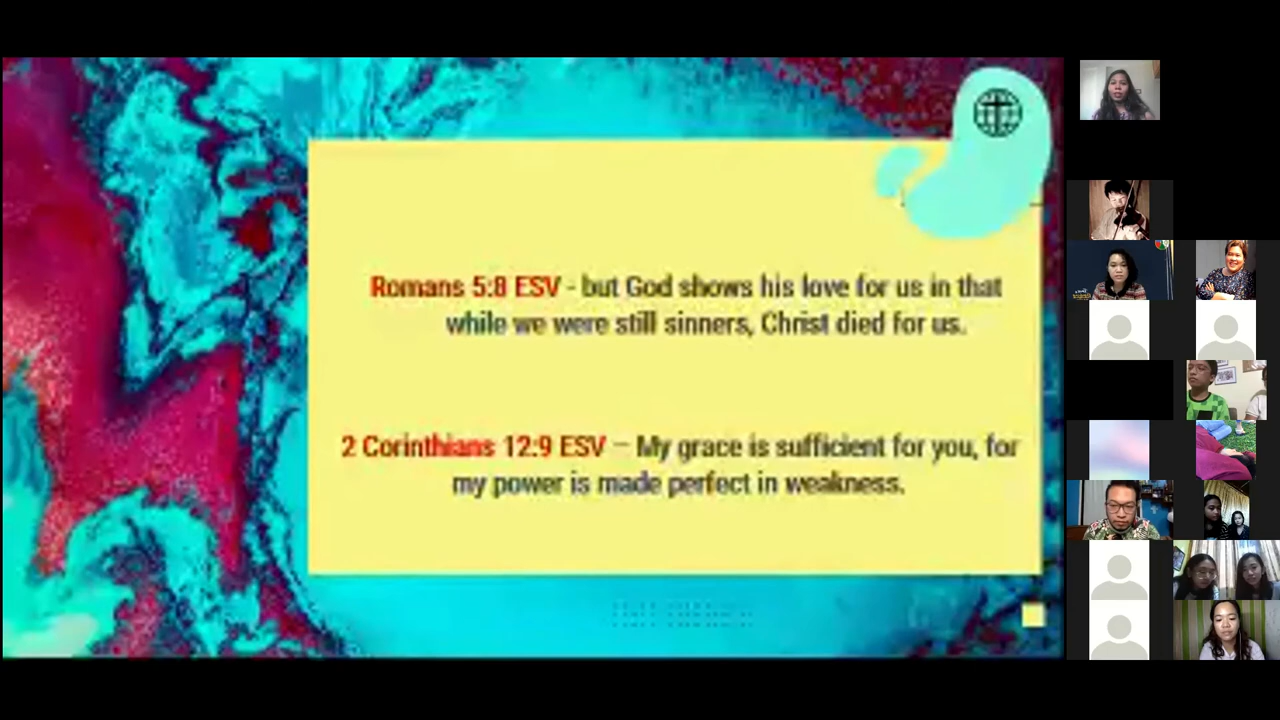 Romans 5:8 ESV - but God shows his love for us in that
while we were still sinners, Christ died for us.
2 Corinthians 12:9 ESV – My grace is sufficient for you, for
my power is made perfect in weakness.